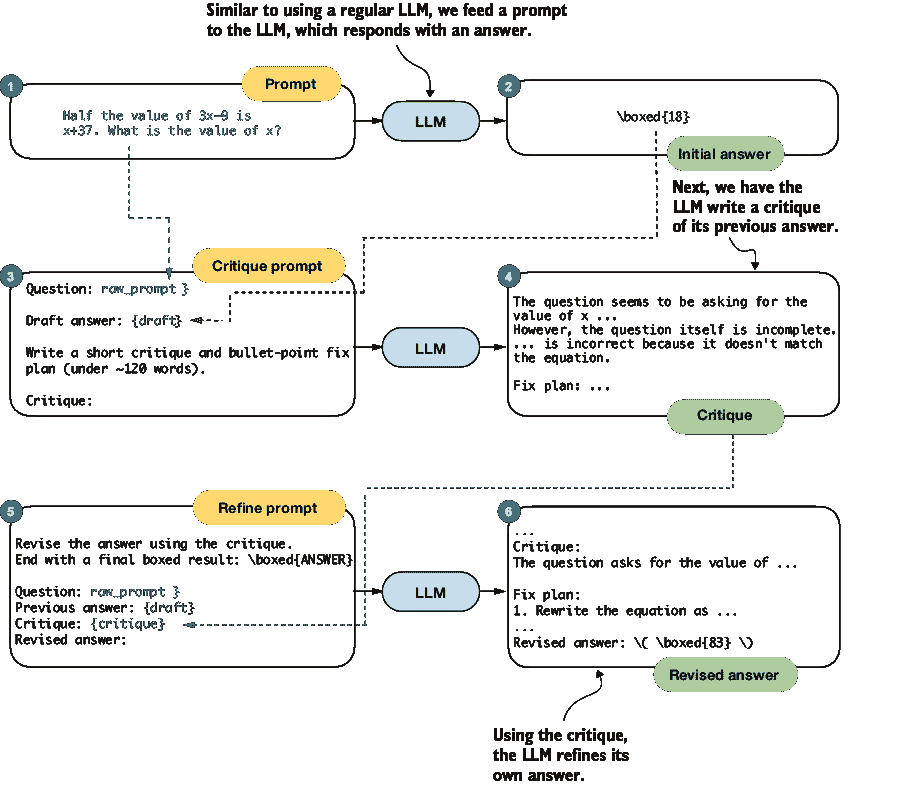 Similar to using a regular LLM, we feed a prompt
to the LLM, which responds with an answer.
1
Prompt
Half the value of 3x-9 is
x+37. What is the value of x?
LLM
2
\boxed{18}
Initial answer
Next, we have the
LLM write a critique
of its previous answer.
3
Critique prompt
Question: raw_prompt }
Draft answer: {draft}
Write a short critique and bullet-point fix
plan (under ~120 words).
Critique:
LLM
4
The question seems to be asking for the
value of x ...
However, the question itself is incomplete.
... is incorrect because it doesn't match
the equation.
Fix plan: ...
Critique
5
Refine prompt
Revise the answer using the critique.
End with a final boxed result: \boxed{ANSWER}
Question: raw_prompt }
Previous answer: {draft}
Critique: {critique}
Revised answer:
LLM
6
...
Critique:
The question asks for the value of ...
Fix plan:
1. Rewrite the equation as ...
...
Revised answer: \( \boxed{83} \)
Revised answer
Using the critique,
the LLM refines its
own answer.